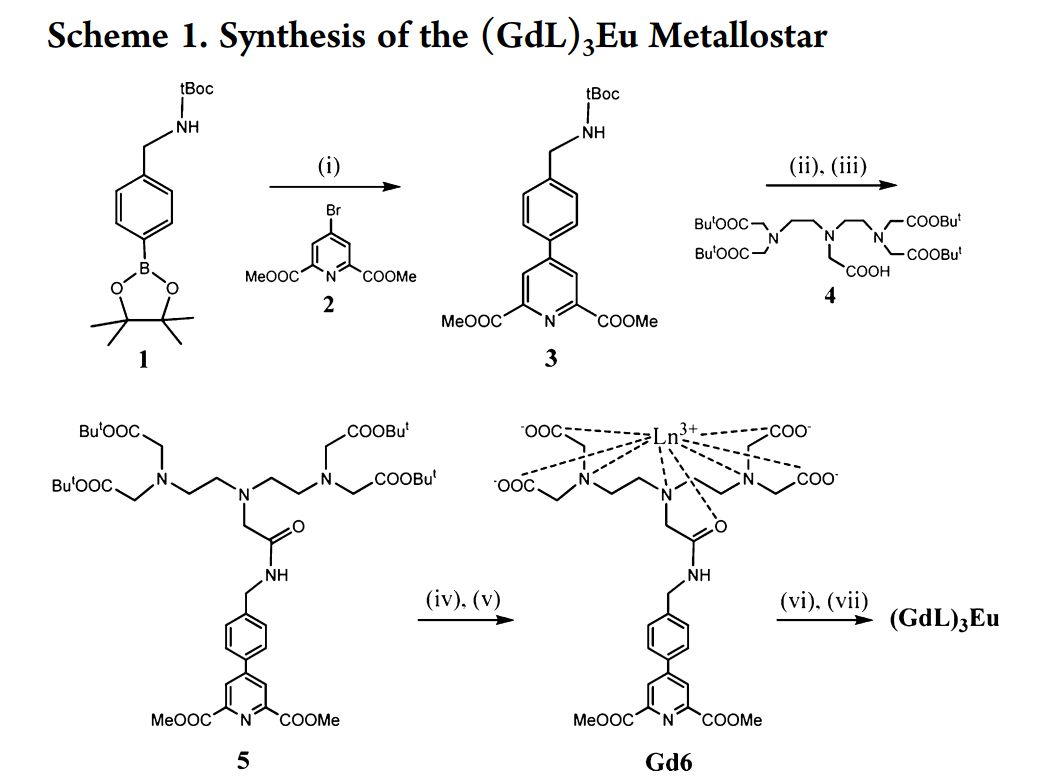 Scheme 1. Synthesis of the (GdL)₃Eu Metallostar
tBoc
NH
B
O O
1
(i)
Br
MeOOC N COOMe
2
tBoc
NH
MeOOC N COOMe
3
(ii), (iii)
BuᵗOOC COOBuᵗ
N N N
BuᵗOOC COOBuᵗ
COOH
4
BuᵗOOC COOBuᵗ
BuᵗOOC N N COOBuᵗ
N
O
NH
MeOOC N COOMe
5
(iv), (v)
⁻OOC Ln³⁺ COO⁻
⁻OOC N N COO⁻
N
O
NH
MeOOC N COOMe
Gd6
(vi), (vii)
(GdL)₃Eu